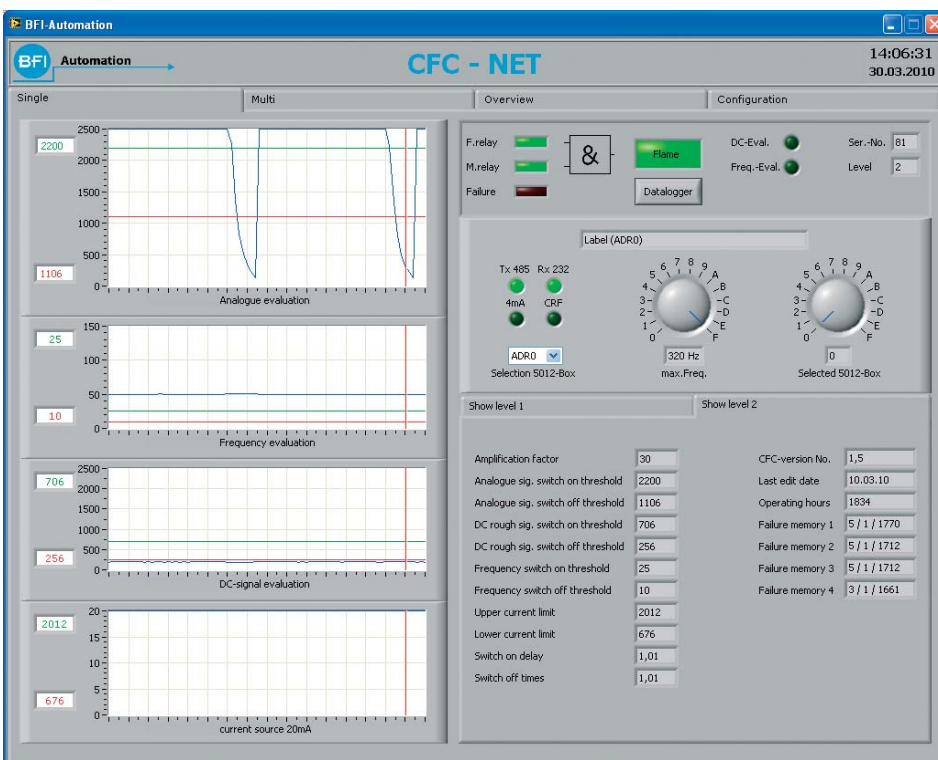 BFI-Automation
BFI Automation
CFC - NET
14:06:31
30.03.2010
Single Multi Overview Configuration
2200
1106
2500
2000
1500
1000
500
0
Analogue evaluation
25
10
150
100
50
0
Frequency evaluation
706
256
2500
2000
1500
1000
500
0
DC-signal evaluation
2012
676
20
15
10
5
0
current source 20mA
F.relay
M.relay
Failure
&
Flame
Datalogger
DC-Eval.
Freq.-Eval.
Ser.-No. 81
Level 2
Label (ADR0)
Tx 485 Rx 232
4mA CRF
ADR0
Selection 5012-Box
0 1 2 3 4 5 6 7 8 9 A B C D E F
320 Hz
max.Freq.
0 1 2 3 4 5 6 7 8 9 A B C D E F
0
Selected 5012-Box
Show level 1 Show level 2
Amplification factor 30
Analogue sig. switch on threshold 2200
Analogue sig. switch off threshold 1106
DC rough sig. switch on threshold 706
DC rough sig. switch off threshold 256
Frequency switch on threshold 25
Frequency switch off threshold 10
Upper current limit 2012
Lower current limit 676
Switch on delay 1,01
Switch off times 1,01
CFC-version No. 1,5
Last edit date 10.03.10
Operating hours 1834
Failure memory 1 5 / 1 / 1770
Failure memory 2 5 / 1 / 1712
Failure memory 3 5 / 1 / 1712
Failure memory 4 3 / 1 / 1661